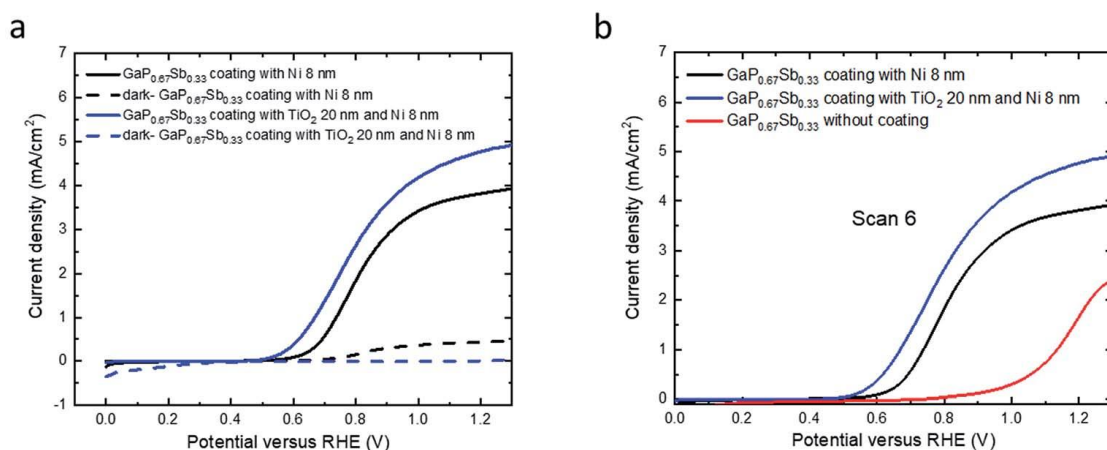 a
7
6
5
4
3
2
1
0
-1
0.0 0.2 0.4 0.6 0.8 1.0 1.2
Current density (mA/cm²)
Potential versus RHE (V)
GaP₀.₆₇Sb₀.₃₃ coating with Ni 8 nm
dark- GaP₀.₆₇Sb₀.₃₃ coating with Ni 8 nm
GaP₀.₆₇Sb₀.₃₃ coating with TiO₂ 20 nm and Ni 8 nm
dark- GaP₀.₆₇Sb₀.₃₃ coating with TiO₂ 20 nm and Ni 8 nm
b
7
6
5
4
3
2
1
0
0.0 0.2 0.4 0.6 0.8 1.0 1.2
Current density (mA/cm²)
Potential versus RHE (V)
GaP₀.₆₇Sb₀.₃₃ coating with Ni 8 nm
GaP₀.₆₇Sb₀.₃₃ coating with TiO₂ 20 nm and Ni 8 nm
GaP₀.₆₇Sb₀.₃₃ without coating
Scan 6